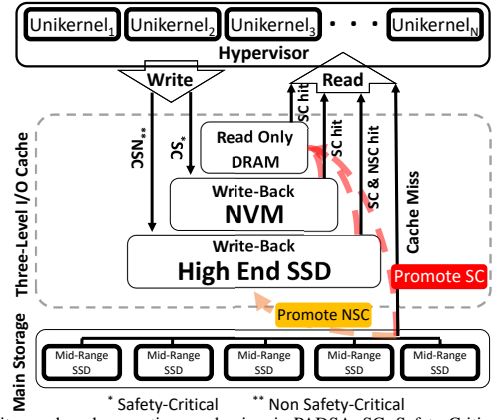 Unikernel1 Unikernel2 Unikernel3 · · · UnikernelN
Hypervisor
Write
Read
NSC**
SC*
SC hit
SC hit
SC & NSC hit
Cache Miss
Three-Level I/O Cache
Read Only
DRAM
Write-Back
NVM
Write-Back
High End SSD
Promote SC
Promote NSC
Main Storage
Mid-Range SSD
Mid-Range SSD
Mid-Range SSD
Mid-Range SSD
Mid-Range SSD
* Safety-Critical ** Non Safety-Critical